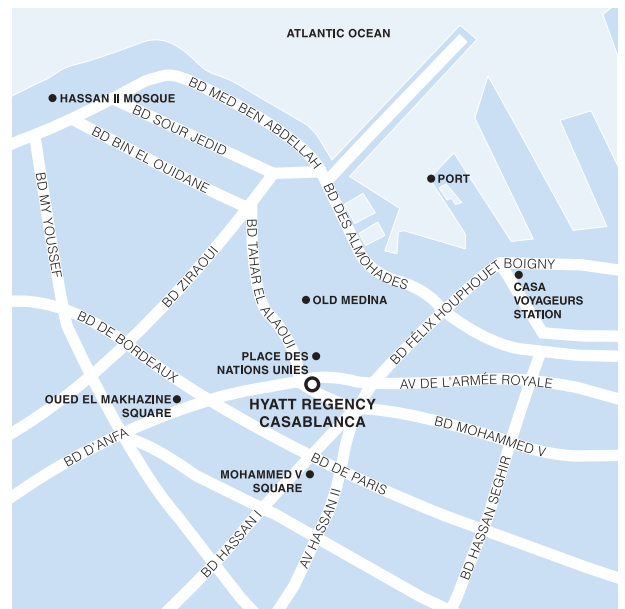 ATLANTIC OCEAN
HASSAN II MOSQUE
BD MED BEN ABDELLAH
BD SOUR JEDID
BD BIN EL OUIDANE
PORT
BD MY YOUSSEF
BD ZIRAOUI
BD TAHAR EL ALAOUI
BD DES ALMOHADES
BD FÉLIX HOUPHOUET BOIGNY
CASA
VOYAGEURS
STATION
OLD MEDINA
BD DE BORDEAUX
PLACE DES
NATIONS UNIES
AV DE L'ARMÉE ROYALE
OUED EL MAKHAZINE
SQUARE
HYATT REGENCY
CASABLANCA
BD D'ANFA
BD MOHAMMED V
MOHAMMED V
SQUARE
BD DE PARIS
BD HASSAN I
AV HASSAN II
BD HASSAN SEGHIR